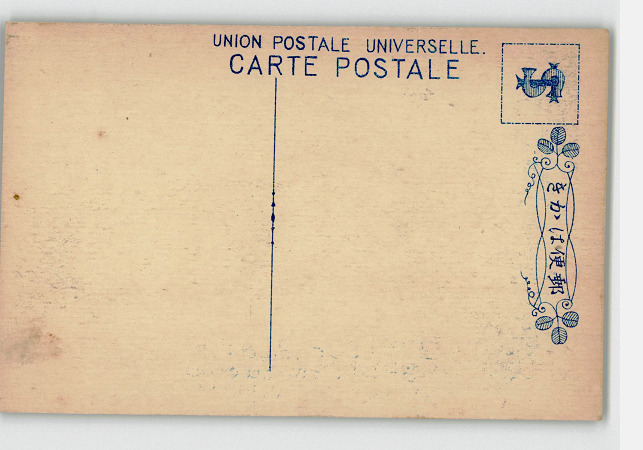 UNION POSTALE UNIVERSELLE.
CARTE POSTALE
郵便はかき